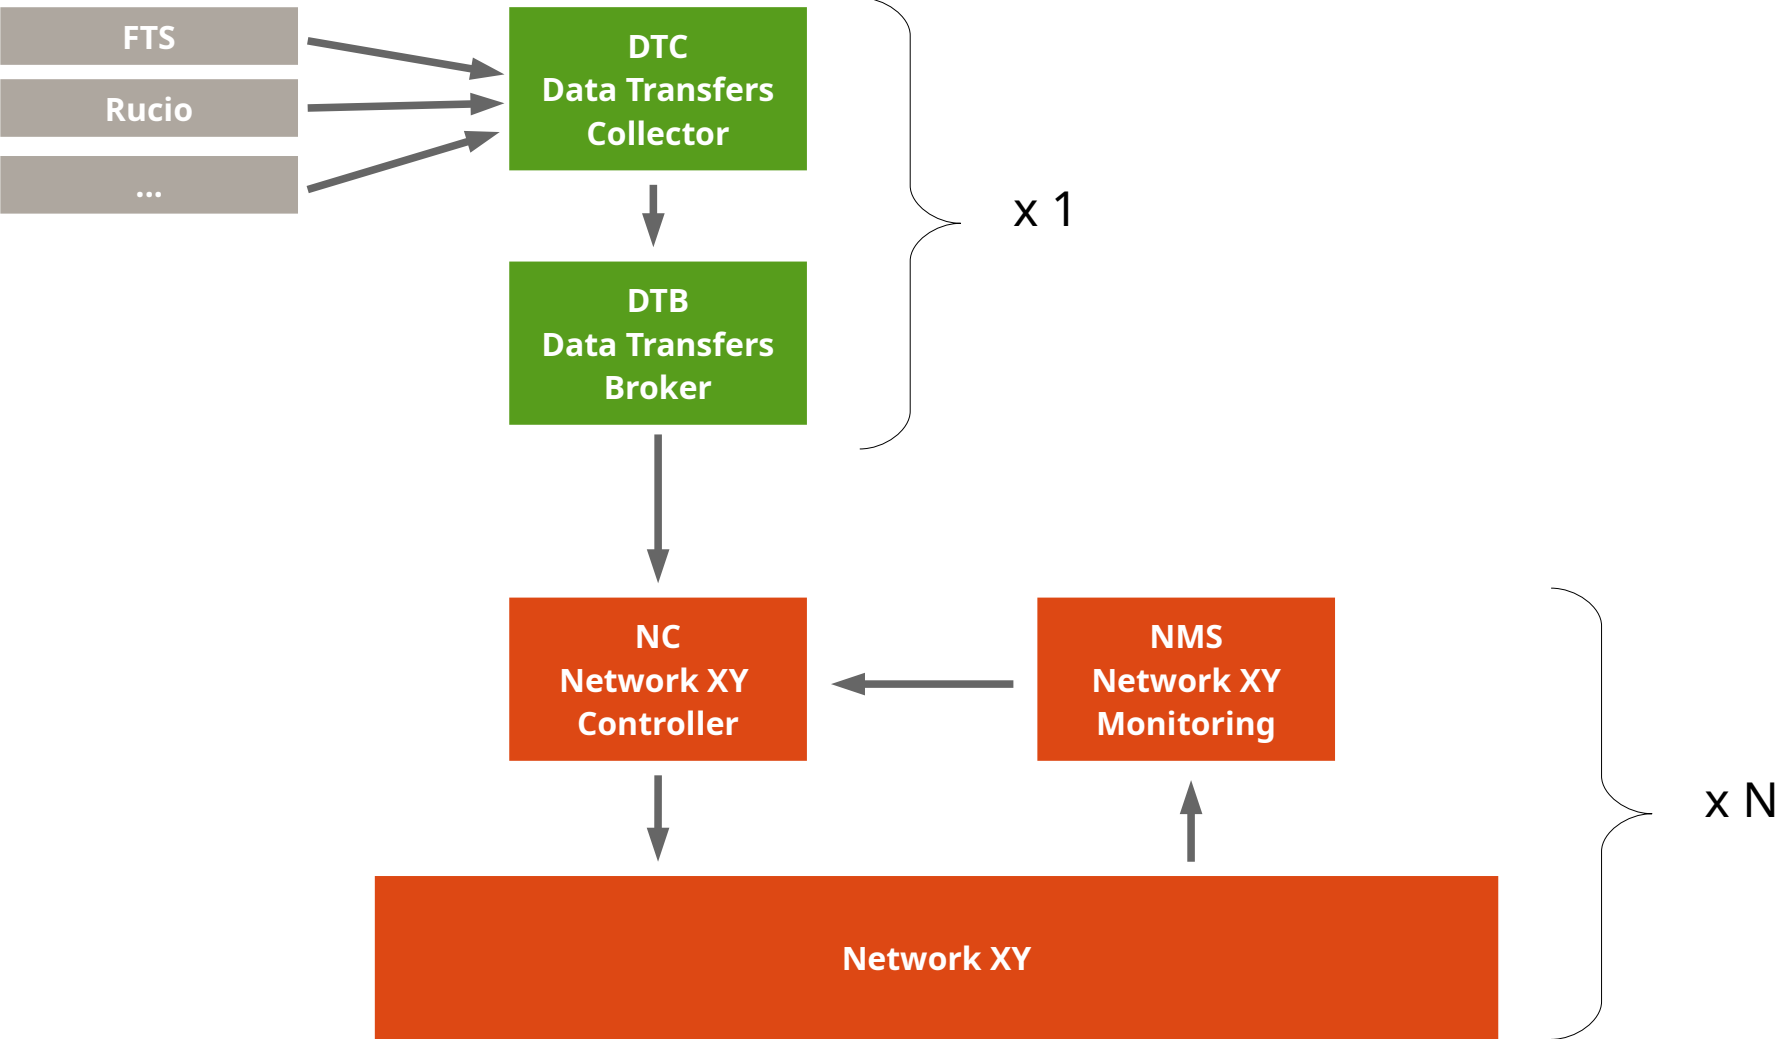 FTS
Rucio
...
DTC
Data Transfers
Collector
x 1
DTB
Data Transfers
Broker
NC
Network XY
Controller
NMS
Network XY
Monitoring
x N
Network XY